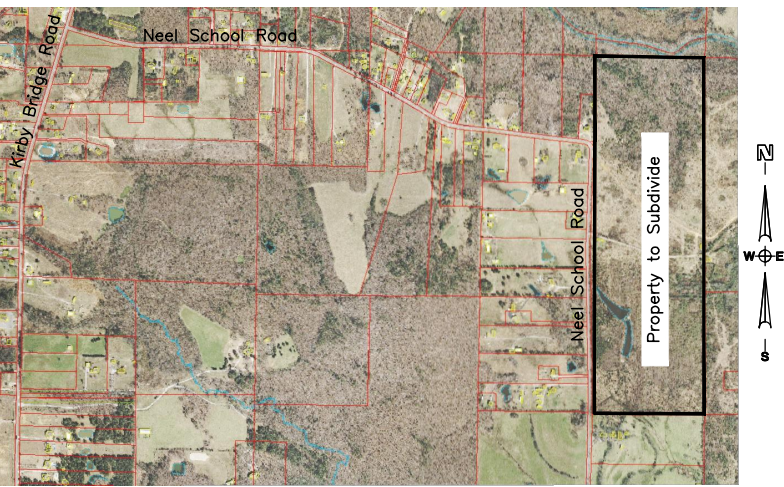 Neel School Road
Kirby Bridge Road
Neel School Road
Property to Subdivide
N
W E
S